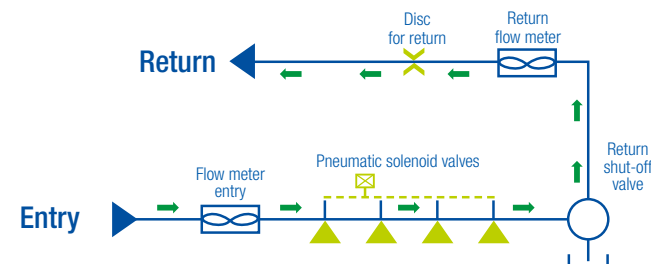 Disc
for return
Return
flow meter
Return
Flow meter
entry
Pneumatic solenoid valves
Return
shut-off
valve
Entry